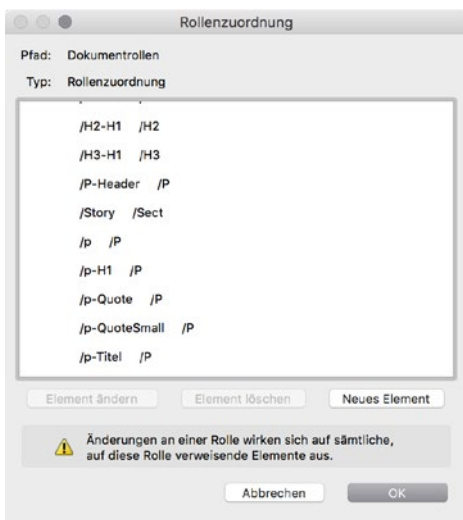 Rollenzuordnung
Pfad: Dokumentrollen
Typ: Rollenzuordnung
/H2-H1 /H2
/H3-H1 /H3
/P-Header /P
/Story /Sect
/p /P
/p-H1 /P
/p-Quote /P
/p-QuoteSmall /P
/p-Titel /P
Element ändern Element löschen Neues Element
Änderungen an einer Rolle wirken sich auf sämtliche,
auf diese Rolle verweisende Elemente aus.
Abbrechen OK